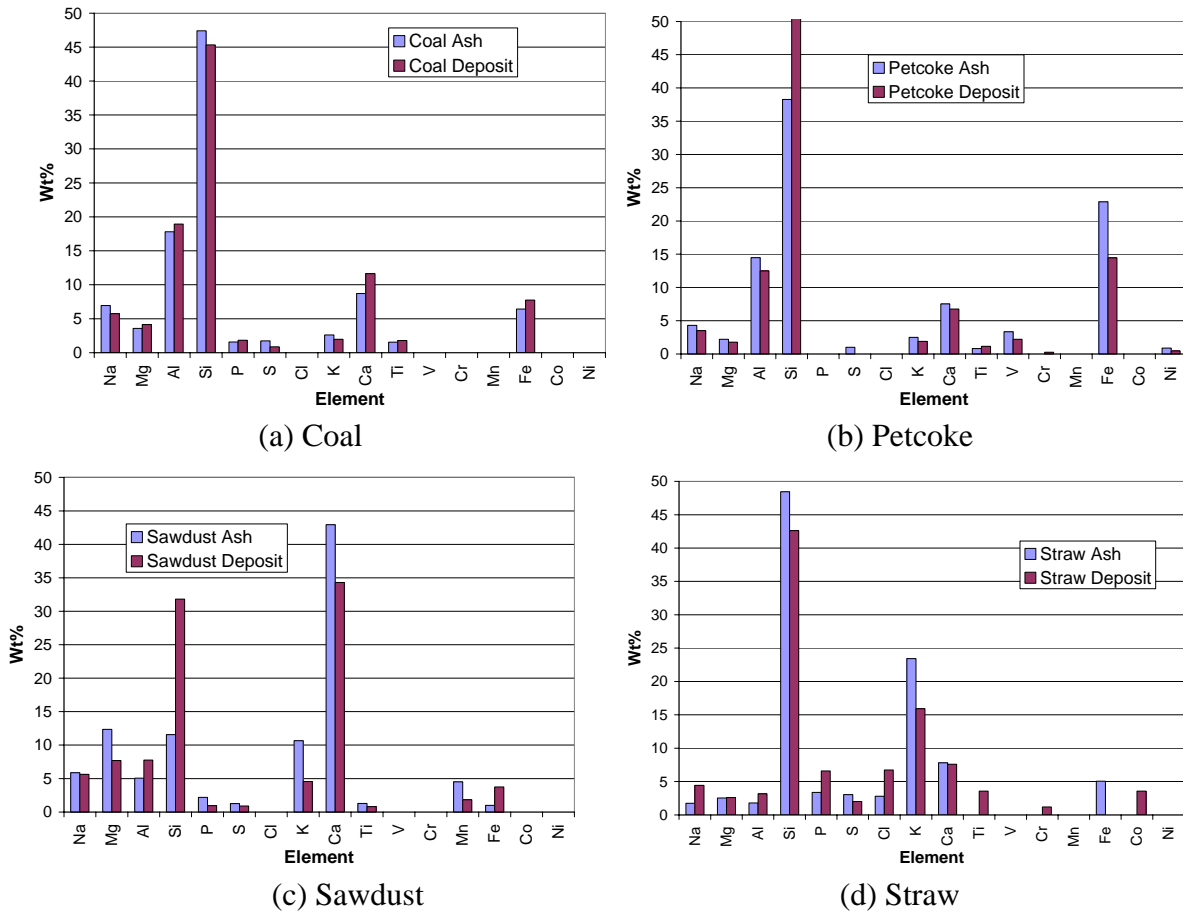 50
45
40
35
30
25
20
15
10
5
0
Wt%
Coal Ash
Coal Deposit
Na Mg Al Si P S Cl K Ca Ti V Cr Mn Fe Co Ni
Element
(a) Coal
50
45
40
35
30
25
20
15
10
5
0
Wt%
Petcoke Ash
Petcoke Deposit
Na Mg Al Si P S Cl K Ca Ti V Cr Mn Fe Co Ni
Element
(b) Petcoke
50
45
40
35
30
25
20
15
10
5
0
Wt%
Sawdust Ash
Sawdust Deposit
Na Mg Al Si P S Cl K Ca Ti V Cr Mn Fe Co Ni
Element
(c) Sawdust
50
45
40
35
30
25
20
15
10
5
0
Wt%
Straw Ash
Straw Deposit
Na Mg Al Si P S Cl K Ca Ti V Cr Mn Fe Co Ni
Element
(d) Straw